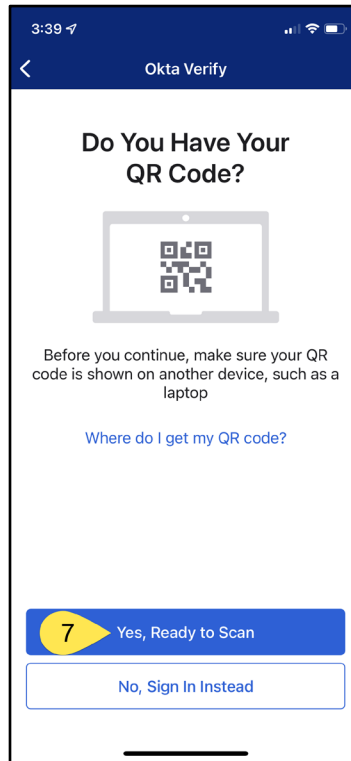 3:39
Okta Verify
Do You Have Your
QR Code?
Before you continue, make sure your QR
code is shown on another device, such as a
laptop
Where do I get my QR code?
7
Yes, Ready to Scan
No, Sign In Instead